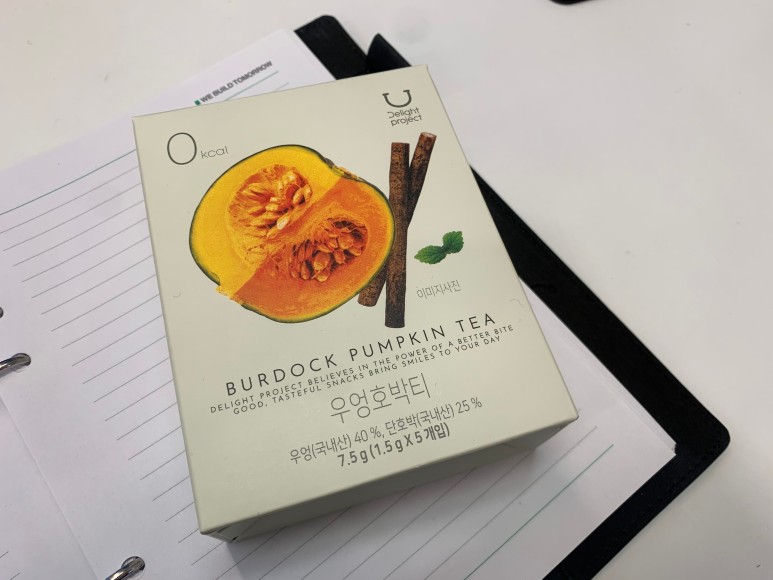 WE BUILD TOMORROW
Delight
project
0 kcal
이미지사진
BURDOCK PUMPKIN TEA
DELIGHT PROJECT BELIEVES IN THE POWER OF A BETTER BITE
GOOD, TASTEFUL SNACKS BRING SMILES TO YOUR DAY
우엉호박티
우엉(국내산) 40 %, 단호박(국내산) 25 %
7.5 g (1.5 g X 5 개입)